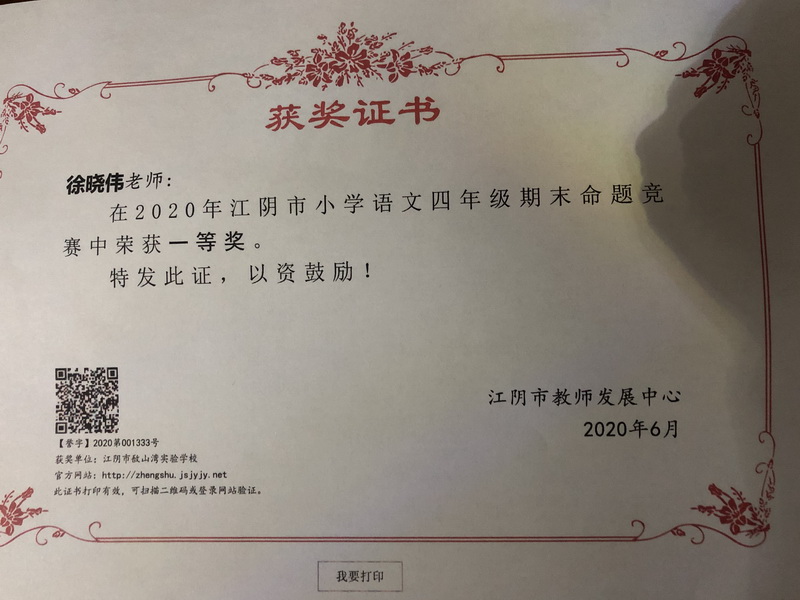 获奖证书
徐晓伟老师：
在2020年江阴市小学语文四年级期末命题竞
赛中荣获一等奖。
特发此证，以资鼓励！
江阴市教师发展中心
2020年6月
【誉字】2020第001333号
获奖单位：江阴市敔山湾实验学校
官方网站：http://zhengshu.jsjyjy.net
此证书打印有效，可扫描二维码或登录网站验证。
我要打印